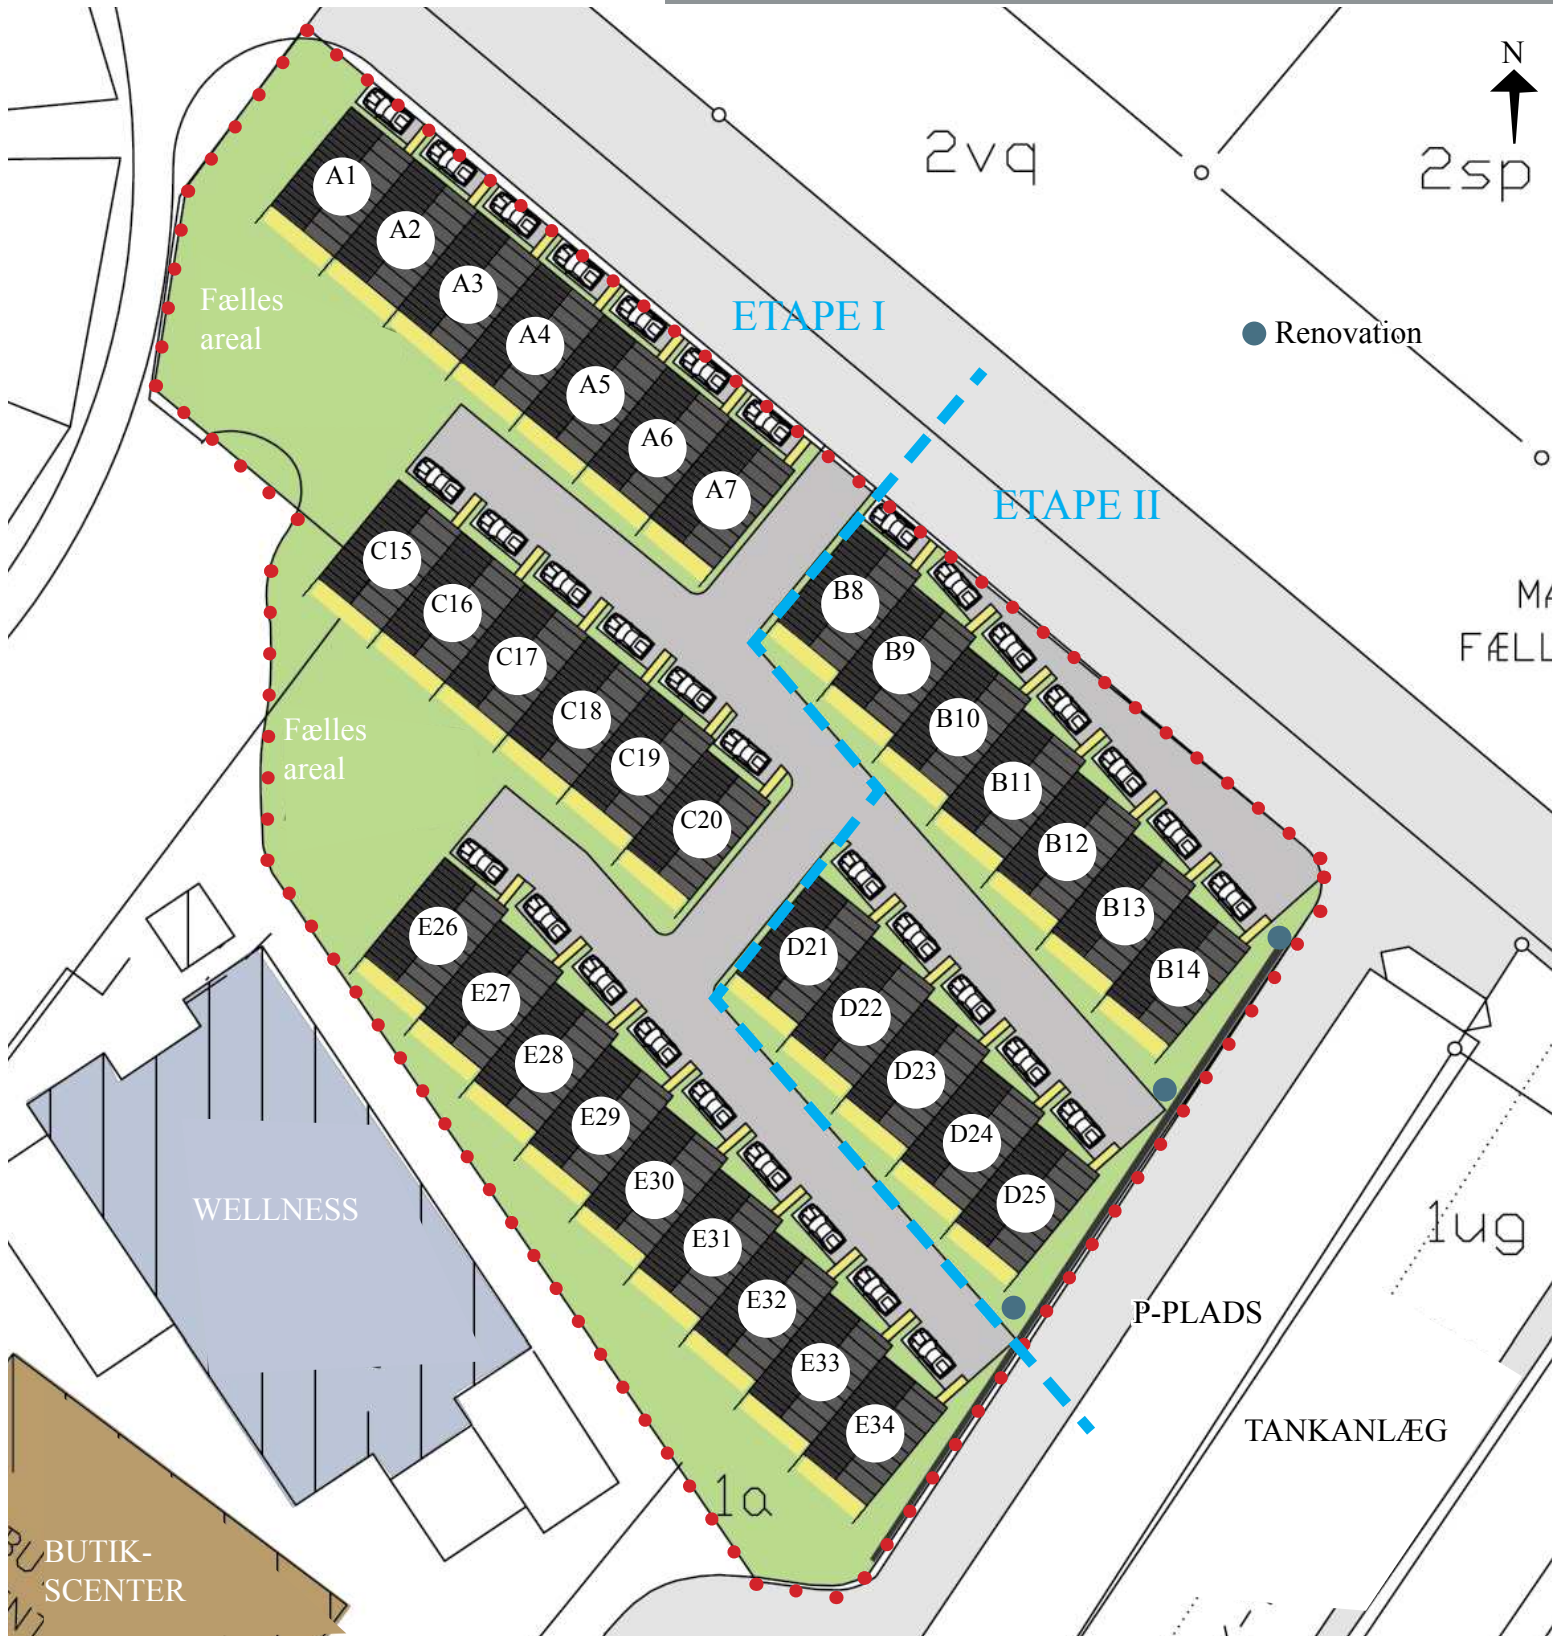 N
2vq
2sp
A1
A2
A3
A4
A5
A6
A7
Fælles
areal
ETAPE I
Renovation
ETAPE II
C15
C16
C17
C18
C19
C20
B8
B9
B10
B11
B12
B13
B14
FÆLL
Fælles
areal
E26
E27
E28
E29
E30
E31
E32
E33
E34
D21
D22
D23
D24
D25
WELLNESS
1ug
P-PLADS
TANKANLÆG
1a
BUTIK-
SCENTER